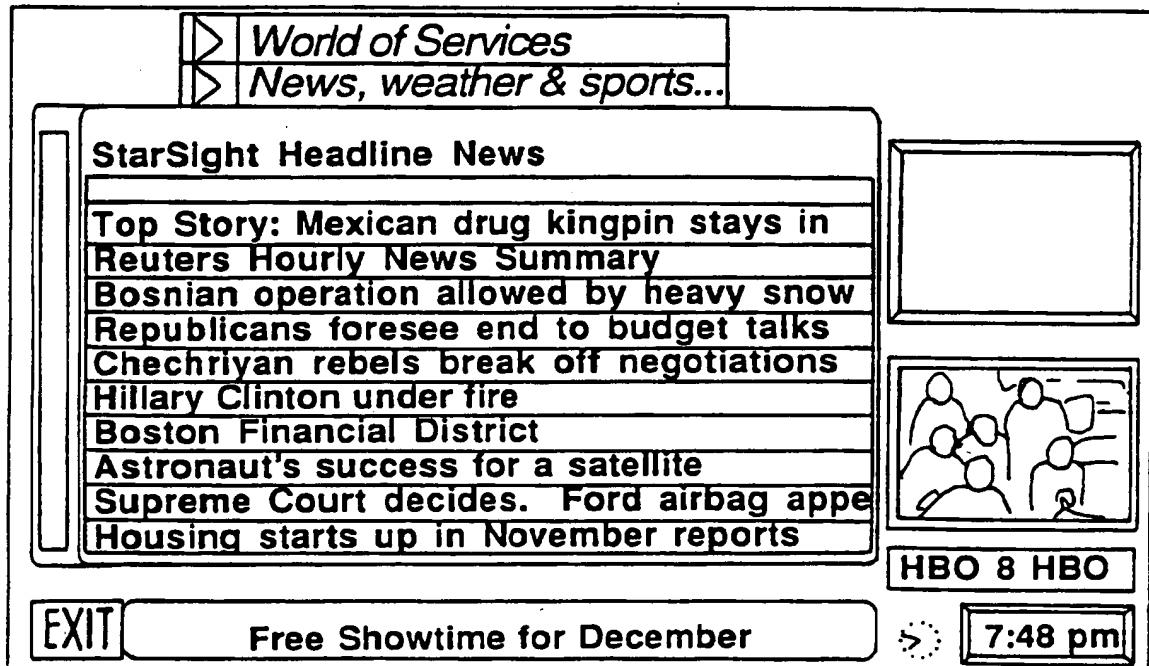 World of Services
News, weather & sports...
StarSight Headline News
Top Story: Mexican drug kingpin stays in
Reuters Hourly News Summary
Bosnian operation allowed by heavy snow
Republicans foresee end to budget talks
Chechriyan rebels break off negotiations
Hillary Clinton under fire
Boston Financial District
Astronaut's success for a satellite
Supreme Court decides. Ford airbag appe
Housing starts up in November reports
HBO 8 HBO
EXIT
Free Showtime for December
7:48 pm